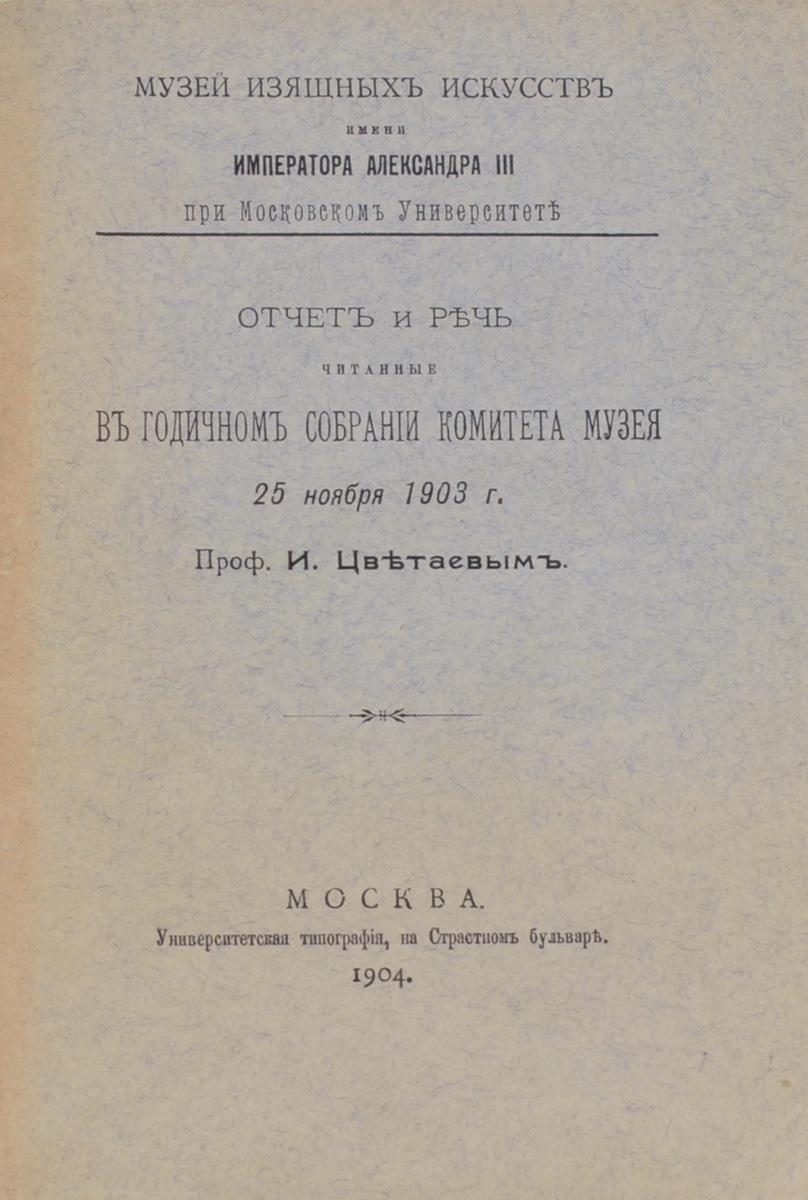 МУЗЕЙ ИЗЯЩНЫХЪ ИСКУССТВЪ
ИМЕНИ
ИМПЕРАТОРА АЛЕКСАНДРА III
при Московскомъ Университетѣ
ОТЧЕТЪ и РѢЧЬ
ЧИТАННЫЕ
ВЪ ГОДИЧНОМЪ СОБРАНІИ КОМИТЕТА МУЗЕЯ
25 ноября 1903 г.
Проф. И. Цвѣтаевымъ.
МОСКВА.
Университетская типографія, на Страстномъ бульварѣ.
1904.